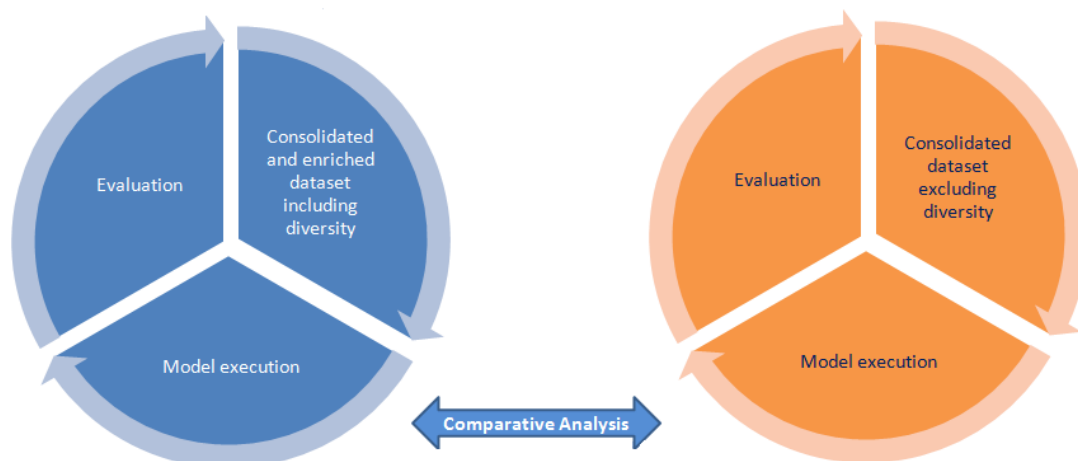 Evaluation
Consolidated
and enriched
dataset
including
diversity
Model execution
Comparative Analysis
Evaluation
Consolidated
dataset
excluding
diversity
Model execution